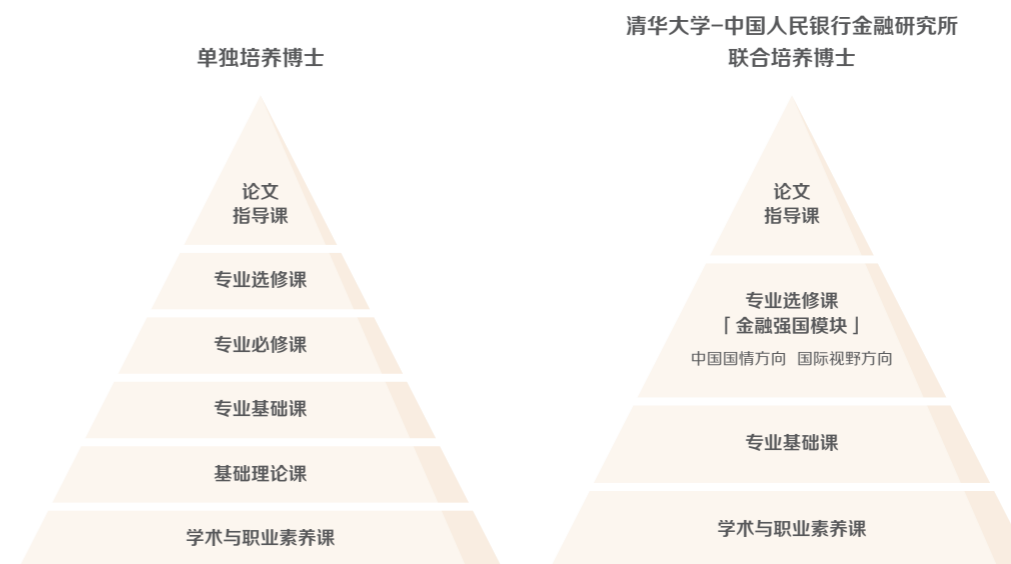 单独培养博士
论文
指导课
专业选修课
专业必修课
专业基础课
基础理论课
学术与职业素养课
清华大学-中国人民银行金融研究所
联合培养博士
论文
指导课
专业选修课
「金融强国模块」
中国国情方向 国际视野方向
专业基础课
学术与职业素养课